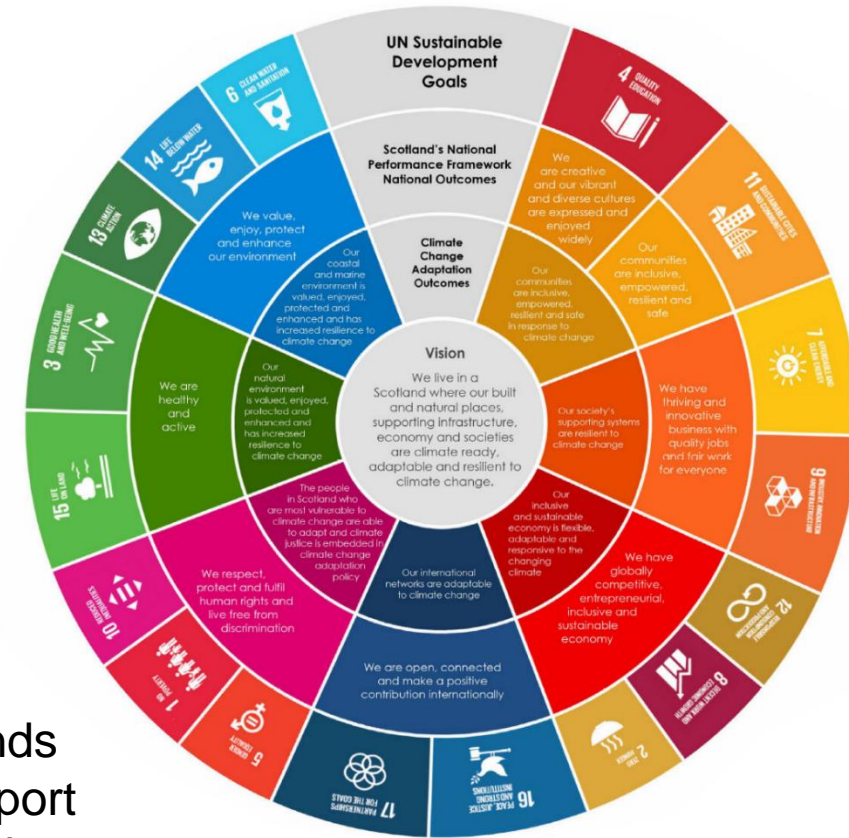 UN Sustainable
Development
Goals
Scotland's National
Performance Framework
National Outcomes
Climate
Change
Adaptation
Outcomes
Vision
We live in a
Scotland where our built
and natural places,
supporting infrastructure,
economy and societies
are climate ready,
adaptable and resilient to
climate change.
4 QUALITY
EDUCATION
11 SUSTAINABLE CITIES
AND COMMUNITIES
7 AFFORDABLE AND
CLEAN ENERGY
9 INDUSTRY, INNOVATION
AND INFRASTRUCTURE
12 RESPONSIBLE
CONSUMPTION
AND PRODUCTION
8 DECENT WORK AND
ECONOMIC GROWTH
2 ZERO
HUNGER
16 PEACE, JUSTICE
AND STRONG
INSTITUTIONS
17 PARTNERSHIPS
FOR THE GOALS
5 GENDER
EQUALITY
1 NO
POVERTY
10 REDUCED
INEQUALITIES
15 LIFE
ON LAND
3 GOOD HEALTH
AND WELL-BEING
13 CLIMATE
ACTION
14 LIFE
BELOW WATER
6 CLEAN WATER
AND SANITATION
We
are creative
and our vibrant
and diverse cultures
are expressed and
enjoyed
widely
Our
communities
are inclusive,
empowered,
resilient and
safe
We have
thriving and
innovative
business with
quality jobs
and fair work
for everyone
We have
globally
competitive,
entrepreneurial,
inclusive and
sustainable
economy
We are open, connected
and make a positive
contribution internationally
We respect,
protect and fulfil
human rights and
live free from
discrimination
We are
healthy
and
active
We value,
enjoy, protect
and enhance
our environment
Our
communities
are inclusive,
empowered,
resilient and safe
in response to
climate change
Our society's
supporting systems
are resilient to
climate change
Our
inclusive
and sustainable
economy is flexible,
adaptable and
responsive to the
changing
climate
Our international
networks are adaptable
to climate change
The people
in Scotland who
are most vulnerable to
climate change are able
to adapt and climate
justice is embedded in
climate change
adaptation
policy
Our
natural
environment
is valued, enjoyed,
protected and
enhanced and
has increased
resilience to
climate change
Our
coastal
and marine
environment is
valued, enjoyed,
protected and
enhanced and has
increased resilience to
climate change
nds
port